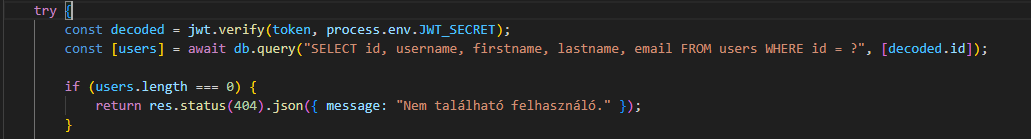 try {
const decoded = jwt.verify(token, process.env.JWT_SECRET);
const [users] = await db.query("SELECT id, username, firstname, lastname, email FROM users WHERE id = ?", [decoded.id]);
if (users.length === 0) {
return res.status(404).json({ message: "Nem található felhasználó." });
}